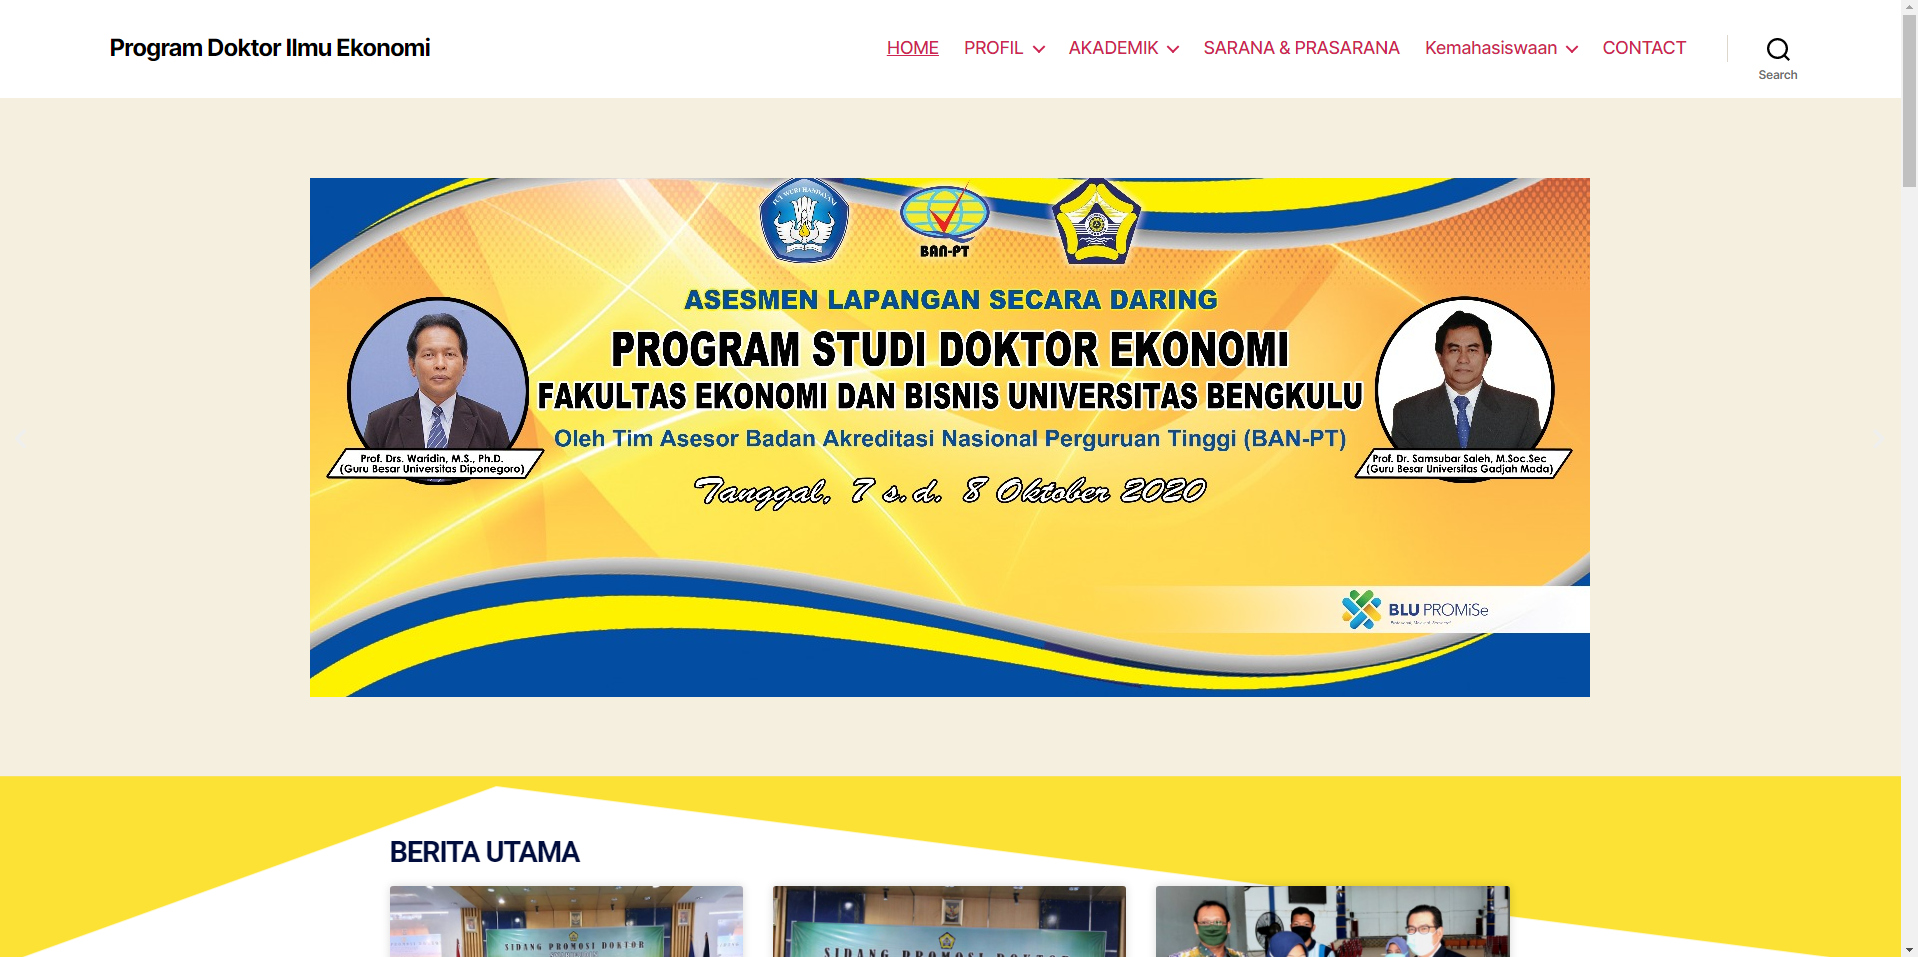 Program Doktor Ilmu Ekonomi
HOME PROFIL AKADEMIK SARANA & PRASARANA Kemahasiswaan CONTACT
Search
TUT WURI HANDAYANI
BAN-PT
ASESMEN LAPANGAN SECARA DARING
PROGRAM STUDI DOKTOR EKONOMI
FAKULTAS EKONOMI DAN BISNIS UNIVERSITAS BENGKULU
Oleh Tim Asesor Badan Akreditasi Nasional Perguruan Tinggi (BAN-PT)
Tanggal, 7 s.d. 8 Oktober 2020
Prof. Drs. Waridin, M.S., Ph.D.
(Guru Besar Universitas Diponegoro)
Prof. Dr. Samsubar Saleh, M.Soc.Sec
(Guru Besar Universitas Gadjah Mada)
BLU PROMiSe
BERITA UTAMA
SIDANG PROMOSI DOKTOR
SIDANG PROMOSI DOKTOR